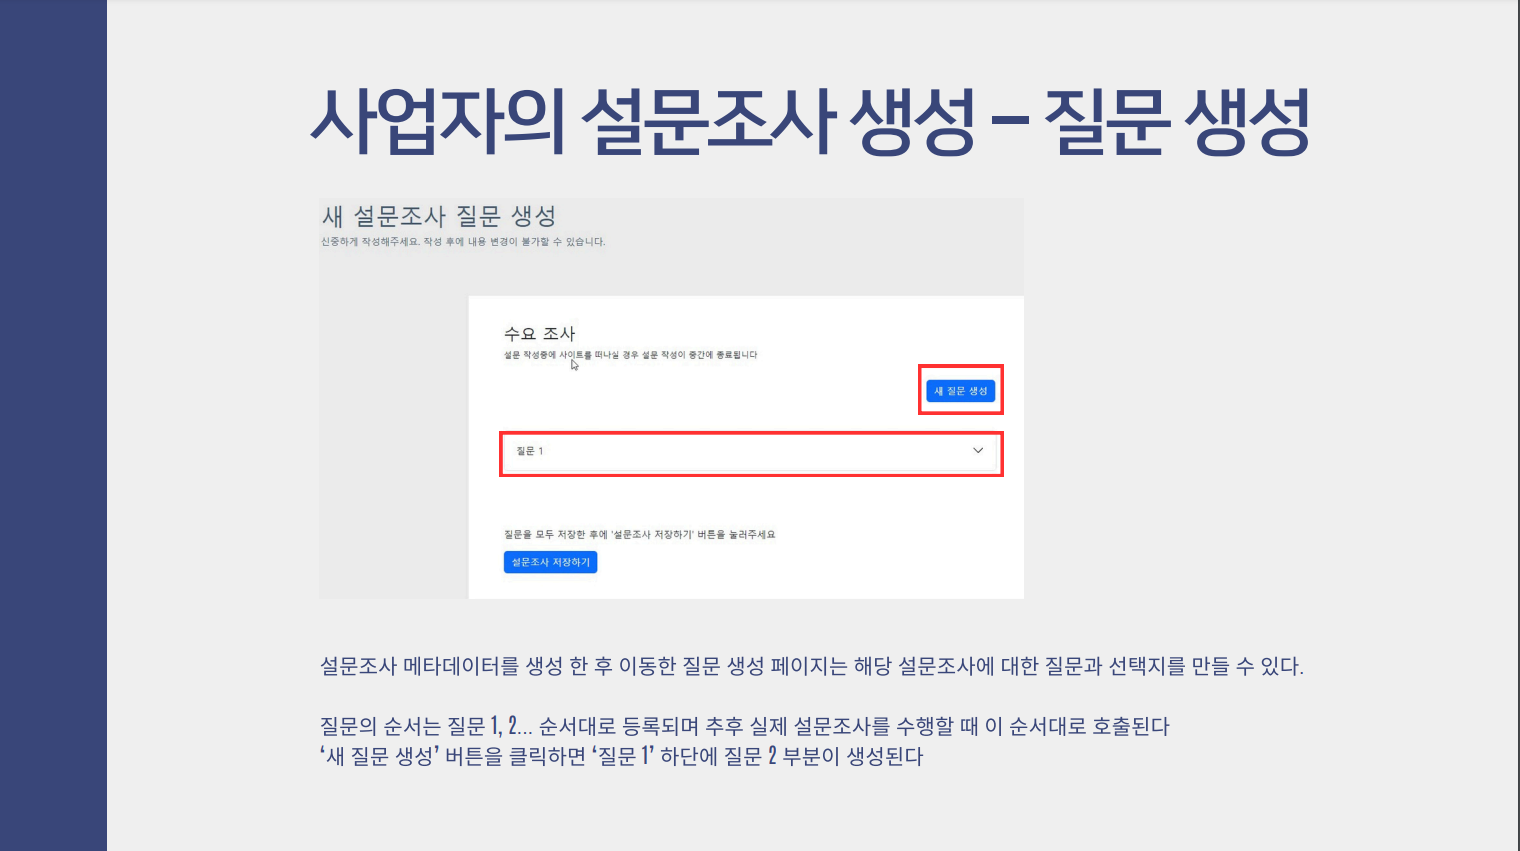 사업자의 설문조사 생성 – 질문 생성
새 설문조사 질문 생성
신중하게 작성해주세요. 작성 후에 내용 변경이 불가할 수 있습니다.
수요 조사
설문 작성중에 사이트를 떠나실 경우 설문 작성이 중간에 종료됩니다
새 질문 생성
질문 1
질문을 모두 저장한 후에 '설문조사 저장하기' 버튼을 눌러주세요
설문조사 저장하기
설문조사 메타데이터를 생성 한 후 이동한 질문 생성 페이지는 해당 설문조사에 대한 질문과 선택지를 만들 수 있다.
질문의 순서는 질문 1, 2... 순서대로 등록되며 추후 실제 설문조사를 수행할 때 이 순서대로 호출된다
‘새 질문 생성’ 버튼을 클릭하면 ‘질문 1’ 하단에 질문 2 부분이 생성된다